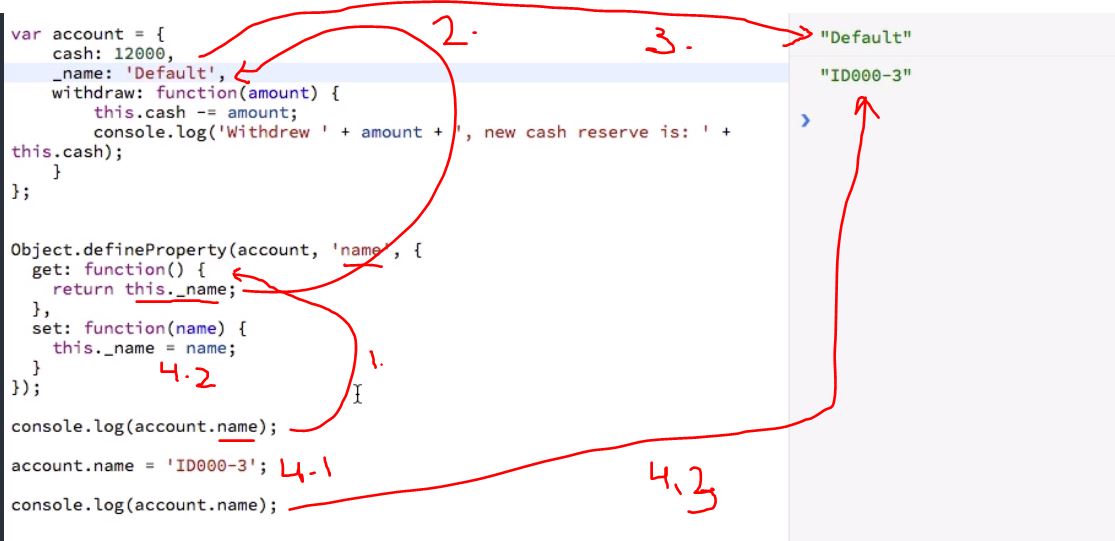 var account = {
    cash: 12000,
    _name: 'Default',
    withdraw: function(amount) {
        this.cash -= amount;
        console.log('Withdrew ' + amount + ', new cash reserve is: ' +
this.cash);
    }
};
Object.defineProperty(account, 'name', {
  get: function() {
    return this._name;
  },
  set: function(name) {
    this._name = name;
  }
});
console.log(account.name);
account.name = 'ID000-3';
console.log(account.name);
"Default"
"ID000-3"
2.
3.
1.
4.2
4-1
4.3